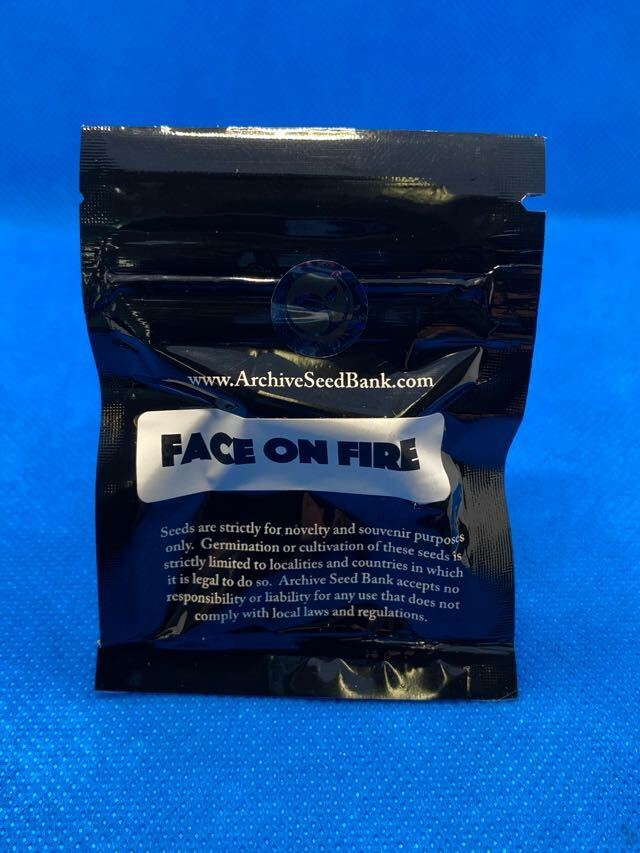 www.ArchiveSeedBank.com
FACE ON FIRE
Seeds are strictly for novelty and souvenir purposes
only. Germination or cultivation of these seeds is
strictly limited to localities and countries in which
it is legal to do so. Archive Seed Bank accepts no
responsibility or liability for any use that does not
comply with local laws and regulations.